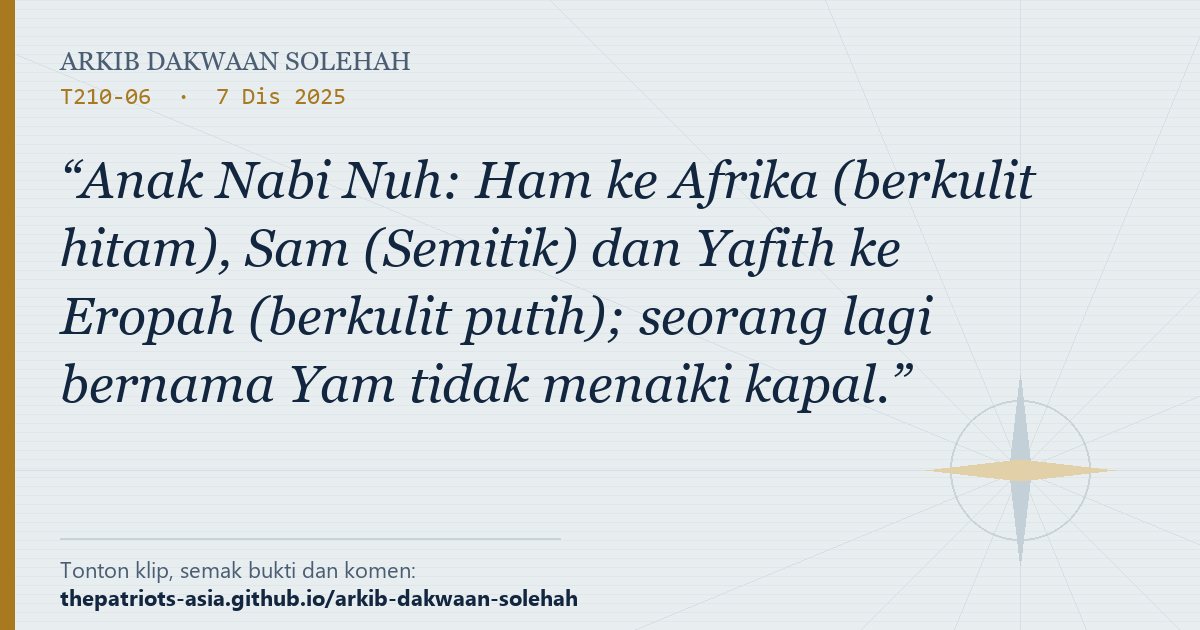 ARKIB DAKWAAN SOLEHAH
T210-06 · 7 Dis 2025
“Anak Nabi Nuh: Ham ke Afrika (berkulit
hitam), Sam (Semitik) dan Yafith ke
Eropah (berkulit putih); seorang lagi
bernama Yam tidak menaiki kapal.”
Tonton klip, semak bukti dan komen:
thepatriots-asia.github.io/arkib-dakwaan-solehah